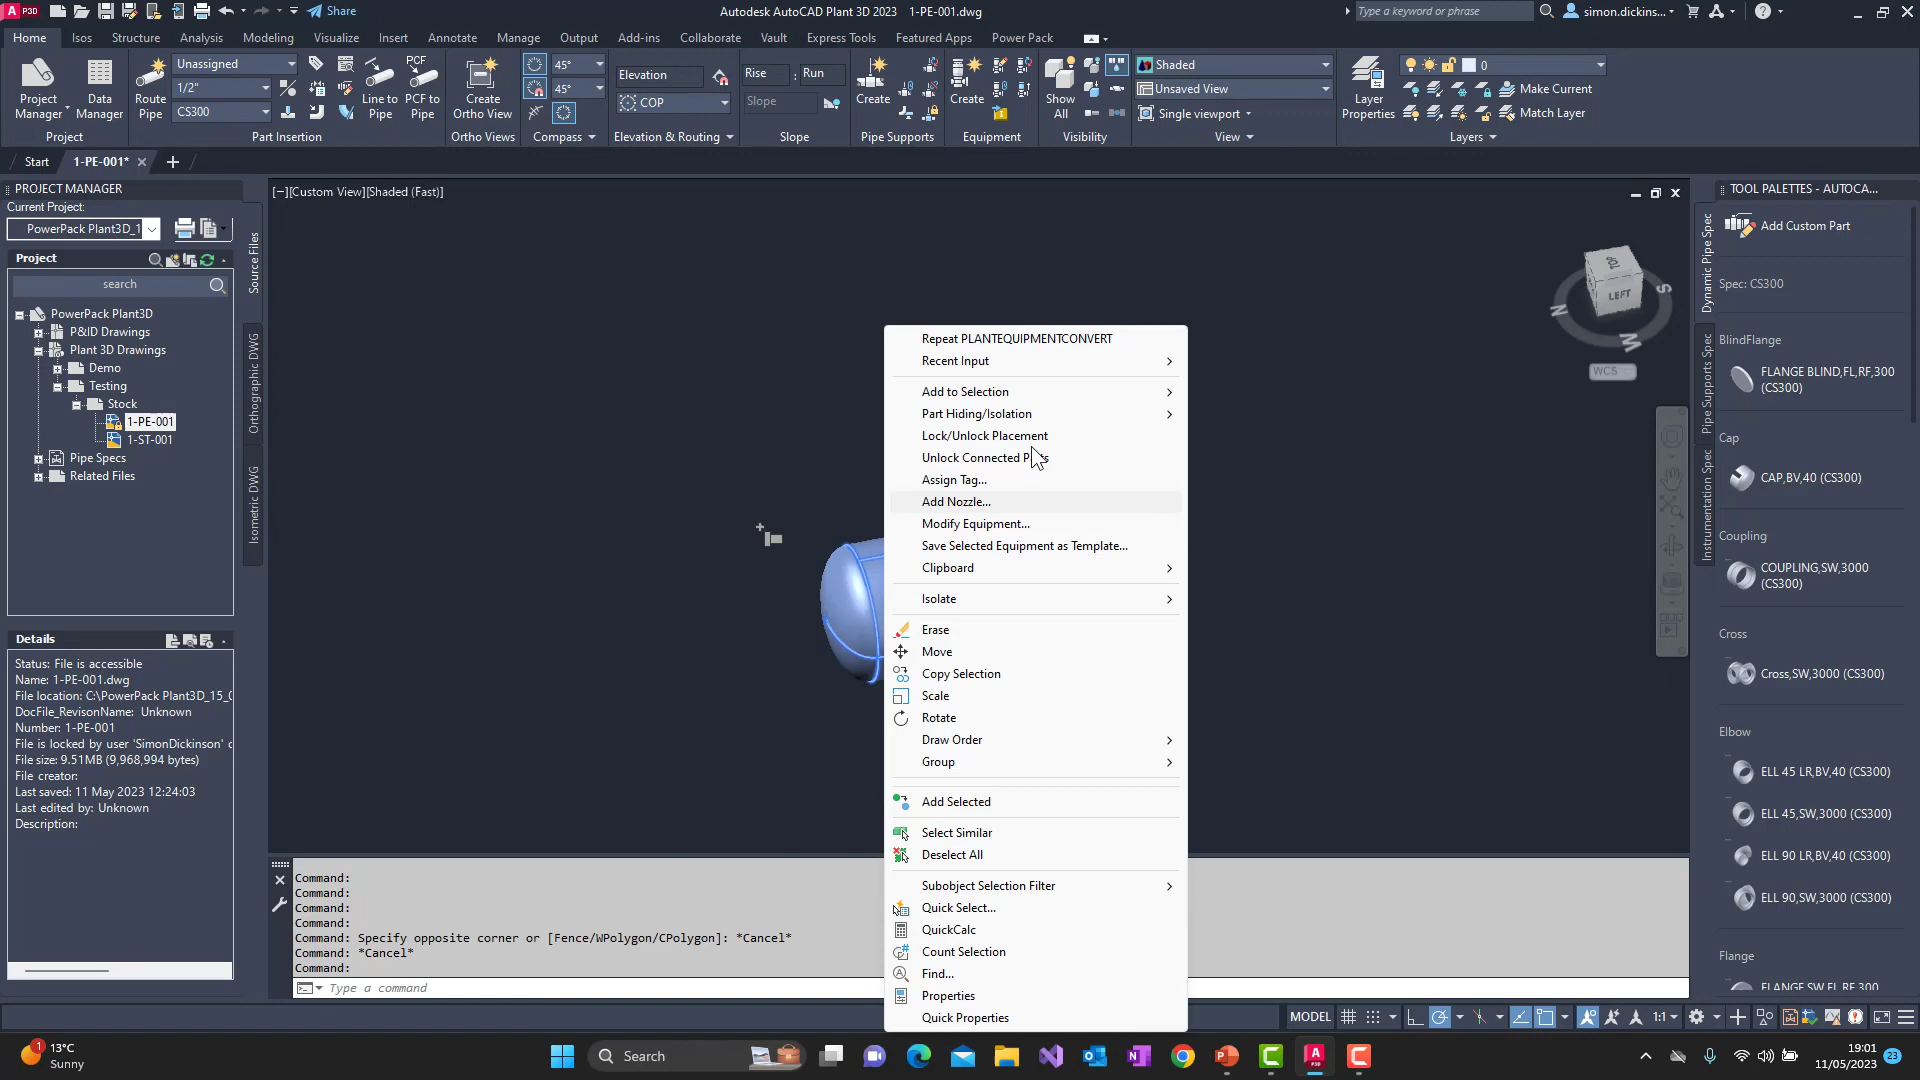 P3D
Share
Autodesk AutoCAD Plant 3D 2023 1-PE-001.dwg
Type a keyword or phrase
simon.dickins...
Home Isos Structure Analysis Modeling Visualize Insert Annotate Manage Output Add-ins Collaborate Vault Express Tools Featured Apps Power Pack
Project Manager
Data Manager
Project
Route Pipe
Unassigned
1/2"
CS300
Line to Pipe
PCF
PCF to Pipe
Part Insertion
Create Ortho View
Ortho Views
45°
45°
Compass
Elevation
COP
Elevation & Routing
Rise : Run
Slope
Slope
Create
Pipe Supports
Create
Equipment
Show All
Visibility
Shaded
Unsaved View
Single viewport
View
Layer Properties
0
Make Current
Match Layer
Layers
Start 1-PE-001*
PROJECT MANAGER
Current Project:
PowerPack Plant3D_1
Project
search
PowerPack Plant3D
P&ID Drawings
Plant 3D Drawings
Demo
Testing
Stock
1-PE-001
1-ST-001
Pipe Specs
Related Files
Source Files
Orthographic DWG
Isometric DWG
Details
Status: File is accessible
Name: 1-PE-001.dwg
File location: C:\PowerPack Plant3D_15_0
DocFile_RevisonName: Unknown
Number: 1-PE-001
File is locked by user 'SimonDickinson' c
File size: 9.51MB (9,968,994 bytes)
File creator:
Last saved: 11 May 2023 12:24:03
Last edited by: Unknown
Description:
[−][Custom View][Shaded (Fast)]
TOP
LEFT
N
S
W
WCS
Repeat PLANTEQUIPMENTCONVERT
Recent Input
Add to Selection
Part Hiding/Isolation
Lock/Unlock Placement
Unlock Connected
Assign Tag...
Add Nozzle...
Modify Equipment...
Save Selected Equipment as Template...
Clipboard
Isolate
Erase
Move
Copy Selection
Scale
Rotate
Draw Order
Group
Add Selected
Select Similar
Deselect All
Subobject Selection Filter
Quick Select...
QuickCalc
Count Selection
Find...
Properties
Quick Properties
Command:
Command:
Command:
Command:
Command: Specify opposite corner or [Fence/WPolygon/CPolygon]: *Cancel*
Command: *Cancel*
Command:
Type a command
TOOL PALETTES - AUTOCA...
Dynamic Pipe Spec
Pipe Supports Spec
Instrumentation Spec
Add Custom Part
Spec: CS300
BlindFlange
FLANGE BLIND,FL,RF,300 (CS300)
Cap
CAP,BV,40 (CS300)
Coupling
COUPLING,SW,3000 (CS300)
Cross
Cross,SW,3000 (CS300)
Elbow
ELL 45 LR,BV,40 (CS300)
ELL 45,SW,3000 (CS300)
ELL 90 LR,BV,40 (CS300)
ELL 90,SW,3000 (CS300)
Flange
FLANGE SW,FL,RF,300
MODEL
1:1
13°C
Sunny
1
Search
19:01
11/05/2023
23